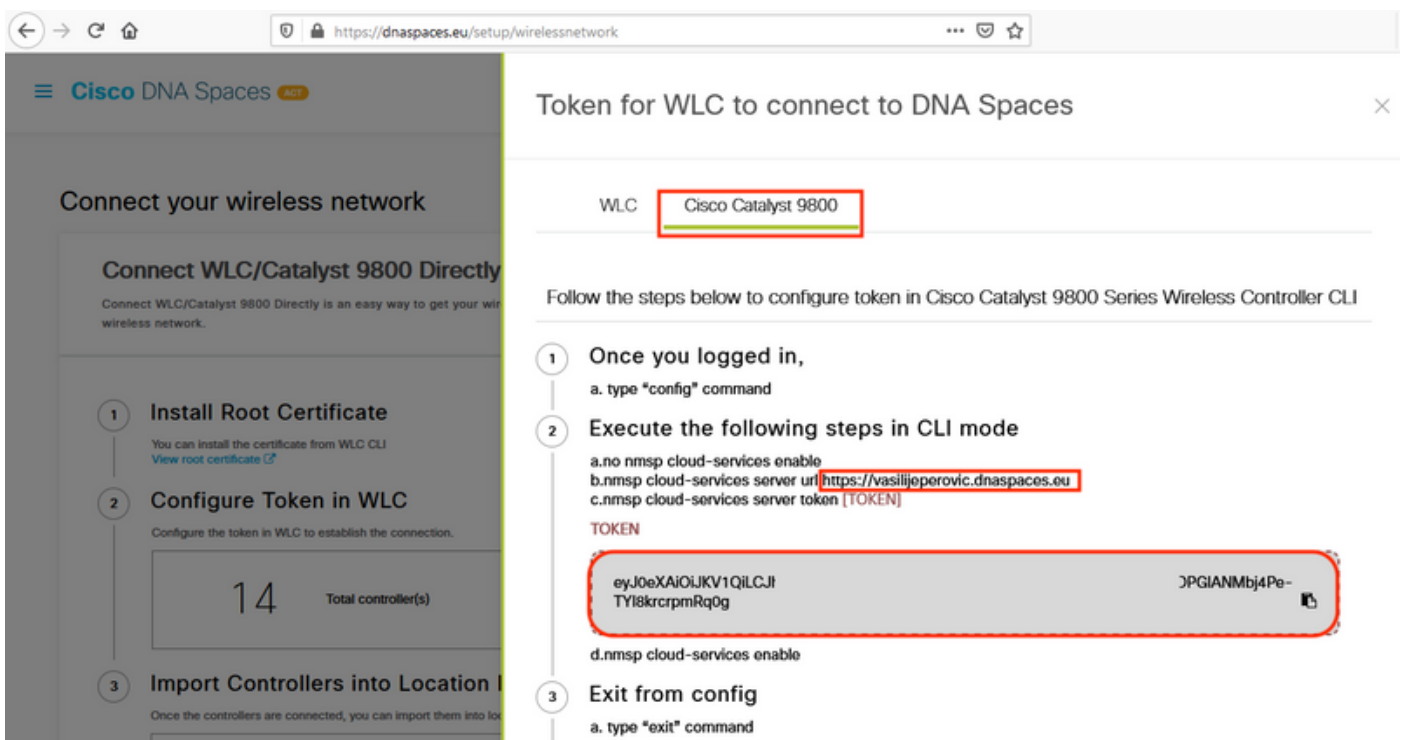 https://dnaspaces.eu/setup/wirelessnetwork
Cisco DNA Spaces ACT
Connect your wireless network
Connect WLC/Catalyst 9800 Directly
Connect WLC/Catalyst 9800 Directly is an easy way to get your
wireless network.
1
Install Root Certificate
You can install the certificate from WLC CLI
View root certificate
2
Configure Token in WLC
Configure the token in WLC to establish the connection.
14 Total controller(s)
3
Import Controllers into Location
Once the controllers are connected, you can import them into
Token for WLC to connect to DNA Spaces
WLC Cisco Catalyst 9800
Follow the steps below to configure token in Cisco Catalyst 9800 Series Wireless Controller CLI
1 Once you logged in,
a. type "config" command
2 Execute the following steps in CLI mode
a.no nmsp cloud-services enable
b.nmsp cloud-services server url https://vasilijeperovic.dnaspaces.eu
c.nmsp cloud-services server token [TOKEN]
TOKEN
eyJ0eXAiOiJKV1QiLCJh DPGIANMbj4Pe-
TYI8krcrpmRq0g
d.nmsp cloud-services enable
3 Exit from config
a. type "exit" command